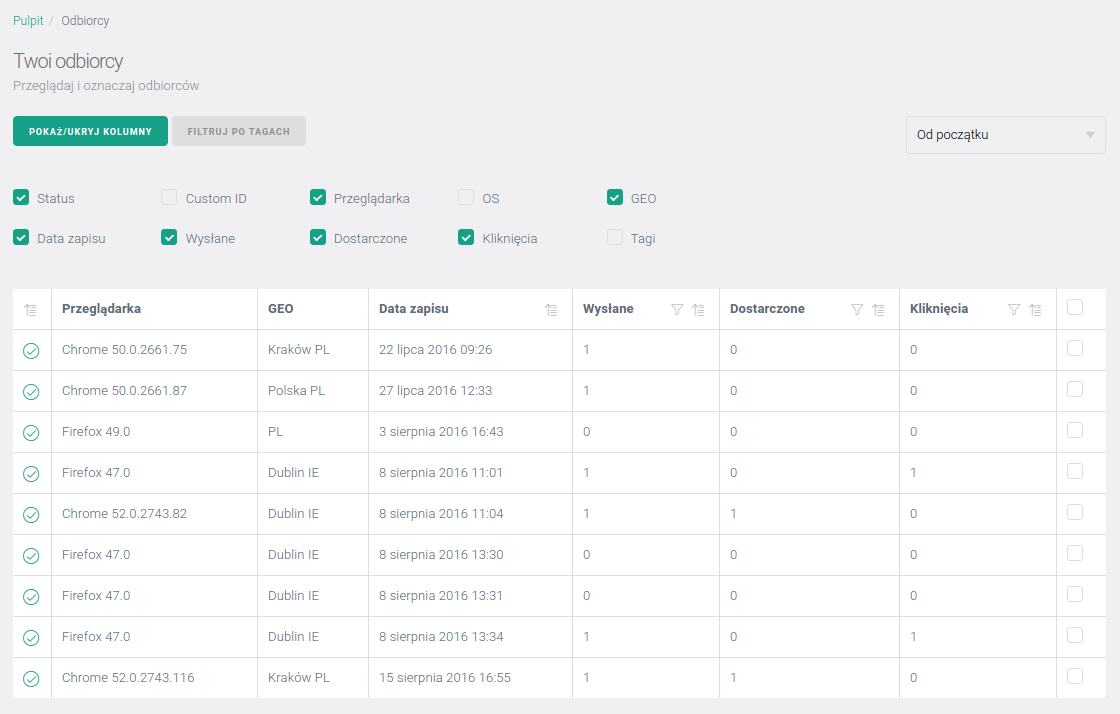 Pulpit / Odbiorcy
Twoi odbiorcy
Przeglądaj i oznaczaj odbiorców
POKAŻ/UKRYJ KOLUMNY FILTRUJ PO TAGACH Od początku
Status Custom ID Przeglądarka OS GEO
Data zapisu Wysłane Dostarczone Kliknięcia Tagi
Przeglądarka GEO Data zapisu Wysłane Dostarczone Kliknięcia
Chrome 50.0.2661.75 Kraków PL 22 lipca 2016 09:26 1 0 0
Chrome 50.0.2661.87 Polska PL 27 lipca 2016 12:33 1 0 0
Firefox 49.0 PL 3 sierpnia 2016 16:43 0 0 0
Firefox 47.0 Dublin IE 8 sierpnia 2016 11:01 1 0 1
Chrome 52.0.2743.82 Dublin IE 8 sierpnia 2016 11:04 1 1 0
Firefox 47.0 Dublin IE 8 sierpnia 2016 13:30 0 0 0
Firefox 47.0 Dublin IE 8 sierpnia 2016 13:31 0 0 0
Firefox 47.0 Dublin IE 8 sierpnia 2016 13:34 1 0 1
Chrome 52.0.2743.116 Kraków PL 15 sierpnia 2016 16:55 1 1 0